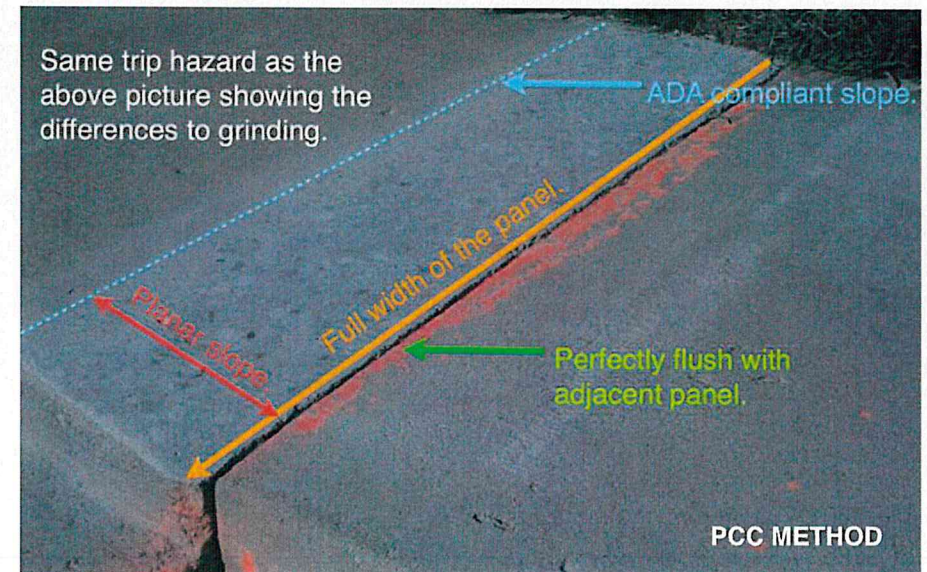 Same trip hazard as the
above picture showing the
differences to grinding.
ADA compliant slope.
Full width of the panel.
Planar slope
Perfectly flush with
adjacent panel.
PCC METHOD